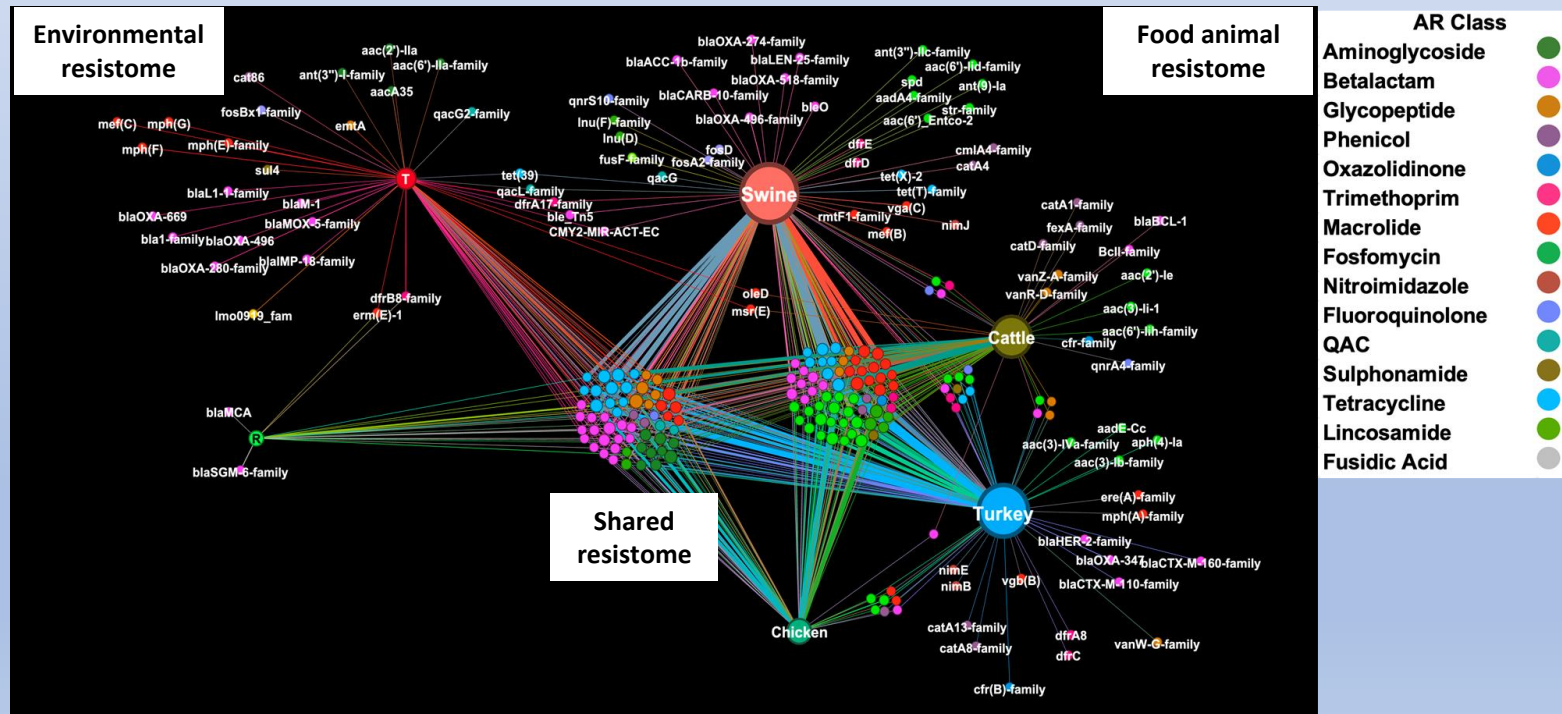 Environmental
resistome
Food animal
resistome
Shared
resistome
AR Class
Aminoglycoside
Betalactam
Glycopeptide
Phenicol
Oxazolidinone
Trimethoprim
Macrolide
Fosfomycin
Nitroimidazole
Fluoroquinolone
QAC
Sulphonamide
Tetracycline
Lincosamide
Fusidic Acid
aac(2')-IIa
cat86
ant(3")-I-family
aac(6')-IIa-family
aacA35
fosBx1-family
emtA
qacG2-family
mef(C)
mph(G)
mph(F)
mph(E)-family
sul4
T
blaL1-1-family
blaM-1
blaOXA-669
blaMOX-5-family
bla1-family
blaOXA-496
blaOXA-280-family
blaIMP-18-family
dfrB8-family
lmo0919_fam
erm(E)-1
blaMCA
R
blaSGM-6-family
tet(39)
qacL-family
dfrA17-family
ble_Tn5
CMY2-MIR-ACT-EC
blaOXA-274-family
blaACC-1b-family
blaLEN-25-family
blaOXA-518-family
blaCARB-10-family
bleO
blaOXA-496-family
qnrS10-family
lnu(F)-family
lnu(D)
fosD
fusF-family
fosA2-family
qacG
Swine
ant(3")-IIc-family
aac(6')-IId-family
spd
ant(9)-Ia
aadA4-family
str-family
aac(6')_Entco-2
dfrE
dfrD
cmlA4-family
catA4
tet(X)-2
tet(T)-family
vga(C)
rmtF1-family
nimJ
mef(B)
oleD
msr(E)
catA1-family
blaBCL-1
fexA-family
catD-family
BcII-family
vanZ-A-family
aac(2')-Ie
vanR-D-family
aac(3)-Ii-1
aac(6')-IIh-family
Cattle
cfr-family
qnrA4-family
aadE-Cc
aac(3)-IVa-family
aph(4)-Ia
aac(3)-Ib-family
ere(A)-family
Turkey
mph(A)-family
blaHER-2-family
blaOXA-347
blaCTX-M-160-family
nimE
vgb(B)
nimB
blaCTX-M-110-family
Chicken
catA13-family
catA8-family
dfrA8
dfrC
vanW-G-family
cfr(B)-family